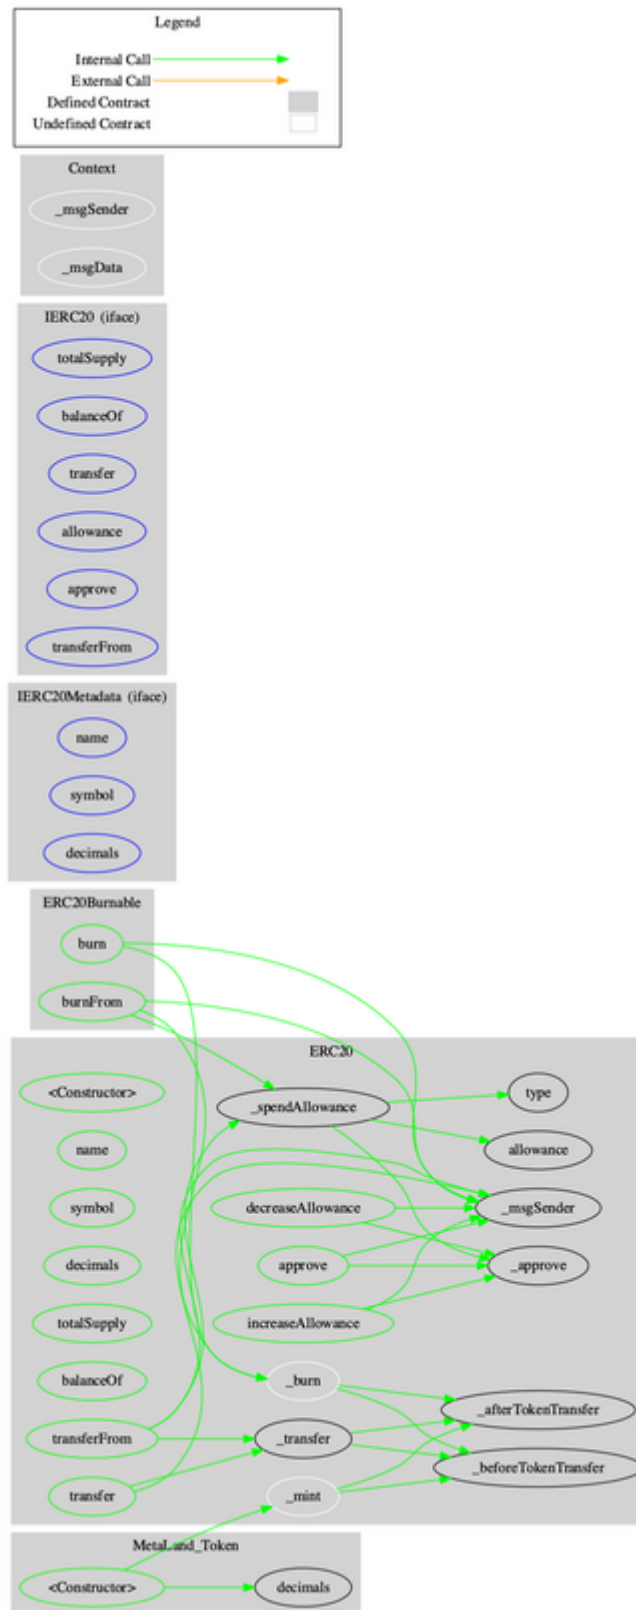 Legend
Internal Call
External Call
Defined Contract
Undefined Contract
Context
_msgSender
_msgData
IERC20 (iface)
totalSupply
balanceOf
transfer
allowance
approve
transferFrom
IERC20Metadata (iface)
name
symbol
decimals
ERC20Burnable
burn
burnFrom
ERC20
<Constructor>
name
symbol
decimals
totalSupply
balanceOf
transferFrom
transfer
_spendAllowance
decreaseAllowance
approve
increaseAllowance
_burn
_transfer
_mint
type
allowance
_msgSender
_approve
_afterTokenTransfer
_beforeTokenTransfer
MetaLand_Token
<Constructor>
decimals